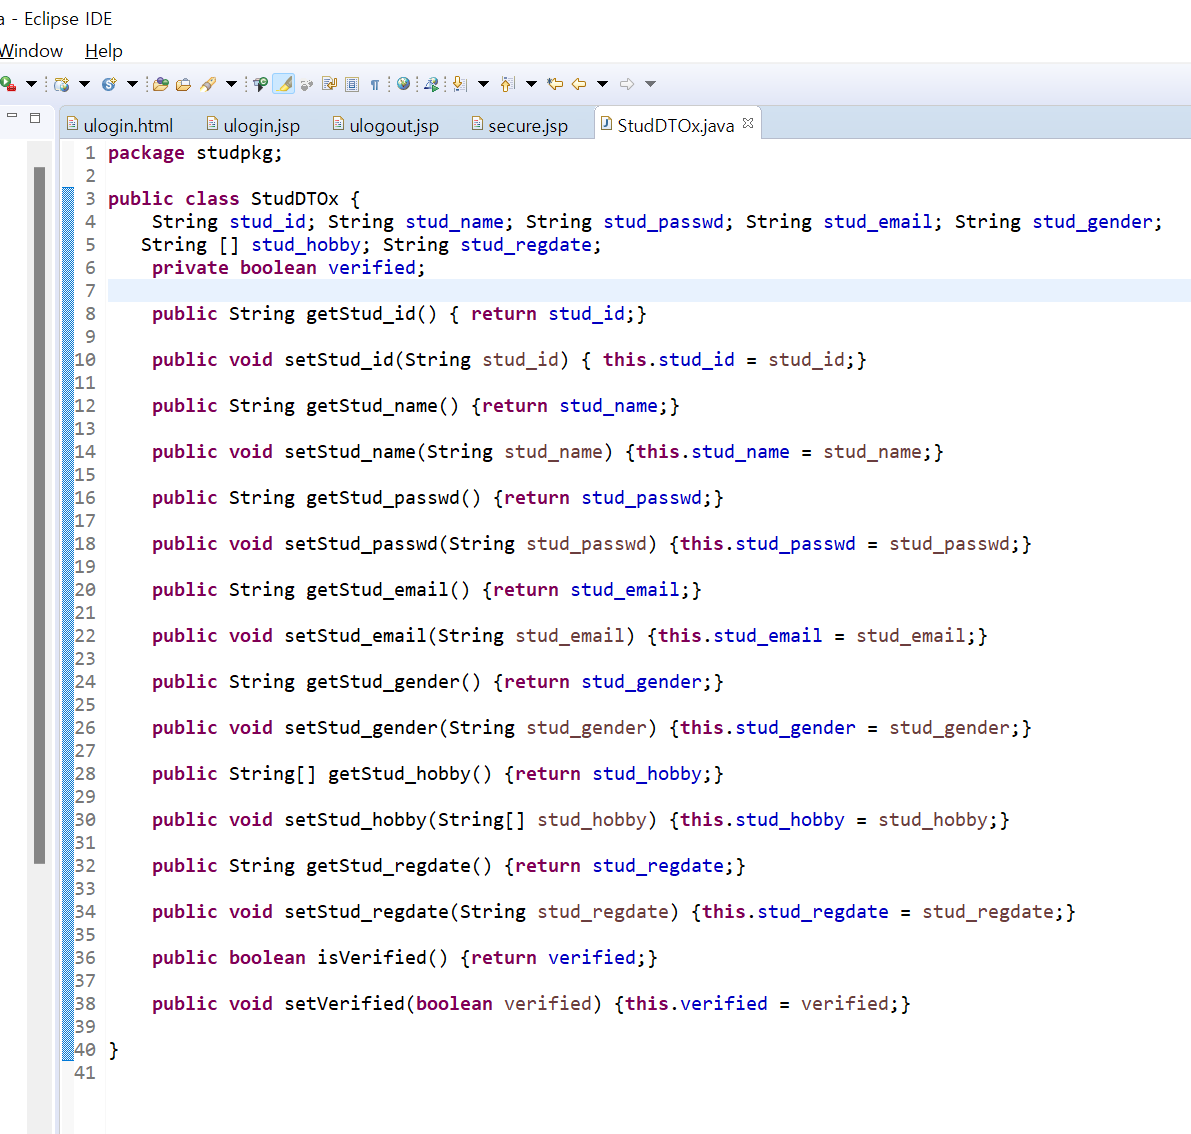 a - Eclipse IDE
Window Help
ulogin.html ulogin.jsp ulogout.jsp secure.jsp StudDTOx.java
1 package studpkg;
2
3 public class StudDTOx {
4 String stud_id; String stud_name; String stud_passwd; String stud_email; String stud_gender;
5 String [] stud_hobby; String stud_regdate;
6 private boolean verified;
7
8 public String getStud_id() { return stud_id;}
9
10 public void setStud_id(String stud_id) { this.stud_id = stud_id;}
11
12 public String getStud_name() {return stud_name;}
13
14 public void setStud_name(String stud_name) {this.stud_name = stud_name;}
15
16 public String getStud_passwd() {return stud_passwd;}
17
18 public void setStud_passwd(String stud_passwd) {this.stud_passwd = stud_passwd;}
19
20 public String getStud_email() {return stud_email;}
21
22 public void setStud_email(String stud_email) {this.stud_email = stud_email;}
23
24 public String getStud_gender() {return stud_gender;}
25
26 public void setStud_gender(String stud_gender) {this.stud_gender = stud_gender;}
27
28 public String[] getStud_hobby() {return stud_hobby;}
29
30 public void setStud_hobby(String[] stud_hobby) {this.stud_hobby = stud_hobby;}
31
32 public String getStud_regdate() {return stud_regdate;}
33
34 public void setStud_regdate(String stud_regdate) {this.stud_regdate = stud_regdate;}
35
36 public boolean isVerified() {return verified;}
37
38 public void setVerified(boolean verified) {this.verified = verified;}
39
40 }
41